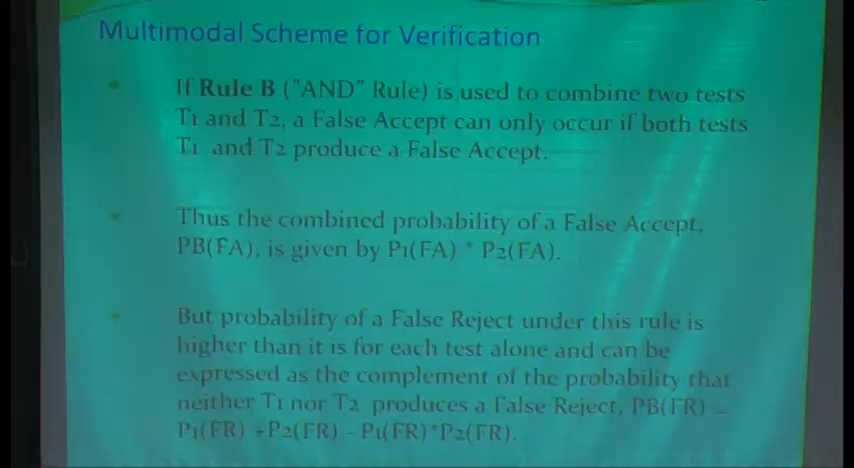 Multimodal Scheme for Verification
If Rule B ("AND" Rule) is used to combine two tests
T1 and T2, a False Accept can only occur if both tests
T1 and T2 produce a False Accept.
Thus the combined probability of a False Accept,
PB(FA), is given by P1(FA) * P2(FA).
But probability of a False Reject under this rule is
higher than it is for each test alone and can be
expressed as the complement of the probability that
neither T1 nor T2 produces a False Reject, PB(FR) =
P1(FR) +P2(FR) - P1(FR)*P2(FR).